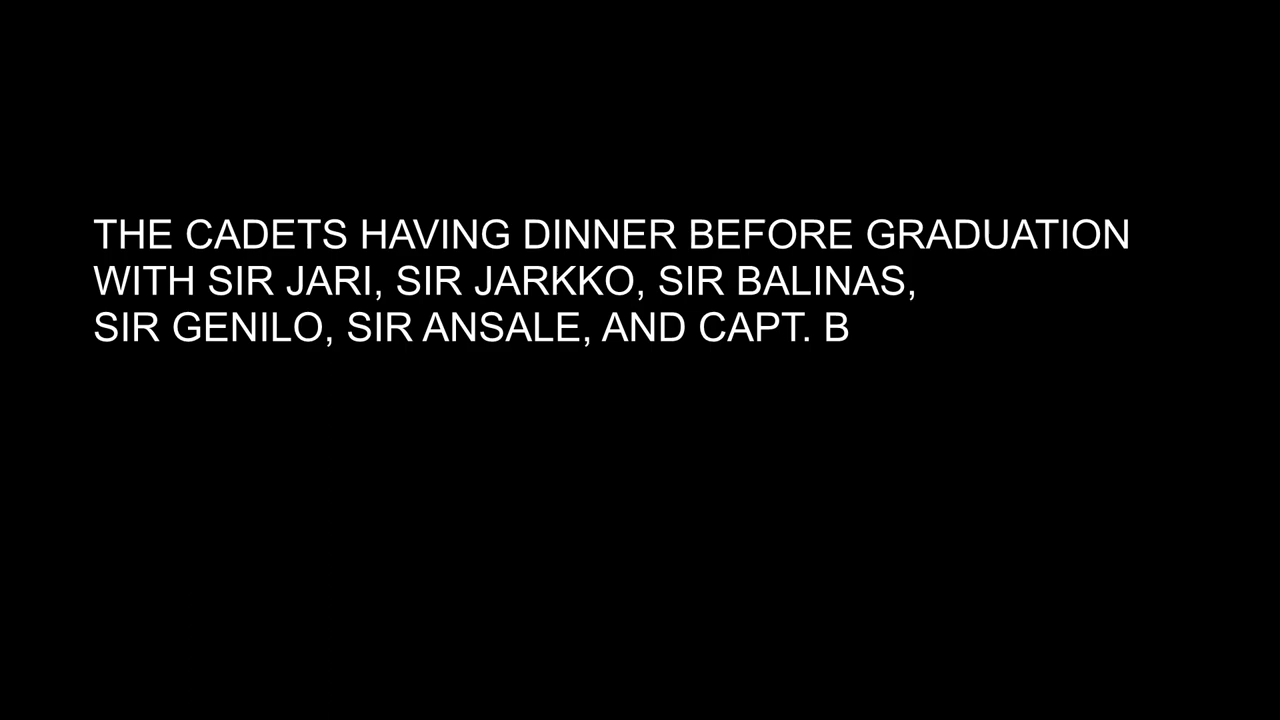 THE CADETS HAVING DINNER BEFORE GRADUATION
WITH SIR JARI, SIR JARKKO, SIR BALINAS,
SIR GENILO, SIR ANSALE, AND CAPT. B